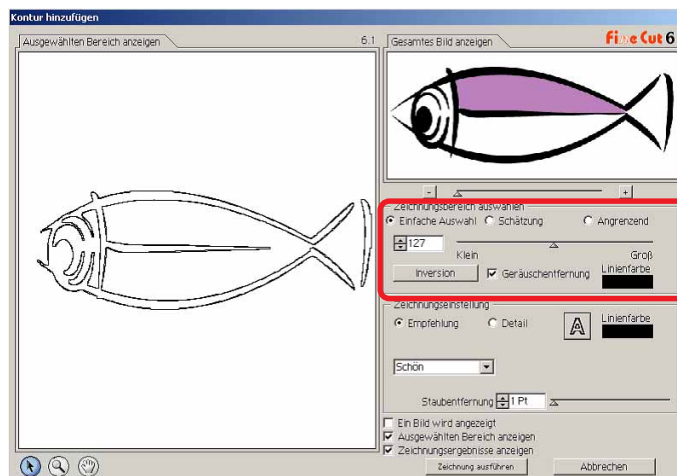 Kontur hinzufügen
Ausgewählten Bereich anzeigen
6.1
Gesamtes Bild anzeigen
Fine Cut 6
-
+
Zeichnungsbereich auswählen
Einfache Auswahl
Schätzung
Angrenzend
127
Klein
Groß
Inversion
Geräuschentfernung
Linienfarbe
Zeichnungseinstellung
Empfehlung
Detail
A
Linienfarbe
Schön
Staubentfernung
1 Pt
Ein Bild wird angezeigt
Ausgewählten Bereich anzeigen
Zeichnungsergebnisse anzeigen
Zeichnung ausführen
Abbrechen